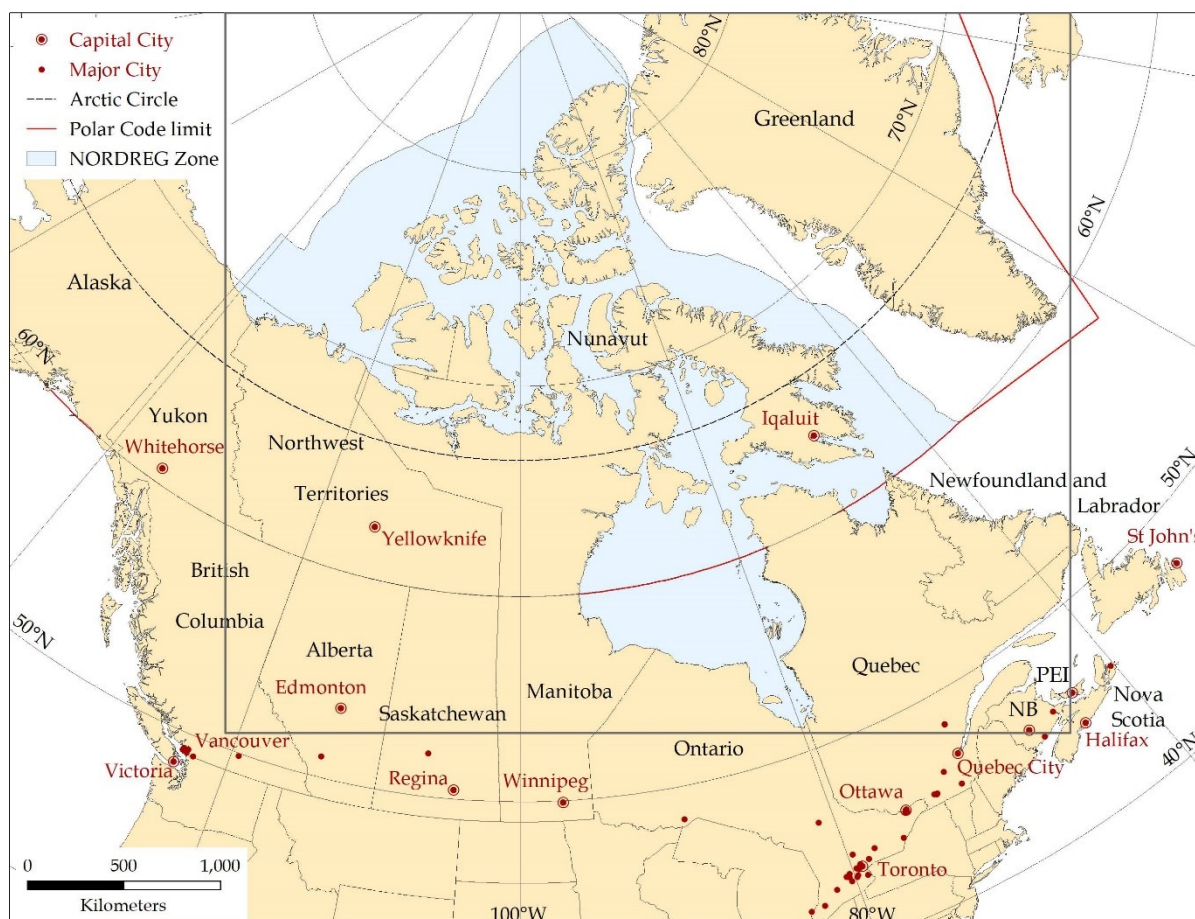 Capital City
Major City
Arctic Circle
Polar Code limit
NORDREG Zone
80°N
70°N
60°N
Greenland
Alaska
60°N
Nunavut
Yukon
Whitehorse
Northwest
Territories
Yellowknife
Iqaluit
Newfoundland and
Labrador
50°N
St John's
British
Columbia
50°N
Alberta
Edmonton
Saskatchewan
Manitoba
Ontario
Quebec
PEI
NB
Nova
Scotia
Halifax
40°N
Vancouver
Victoria
Regina
Winnipeg
Quebec City
Ottawa
Toronto
0 500 1,000
Kilometers
100°W
80°W